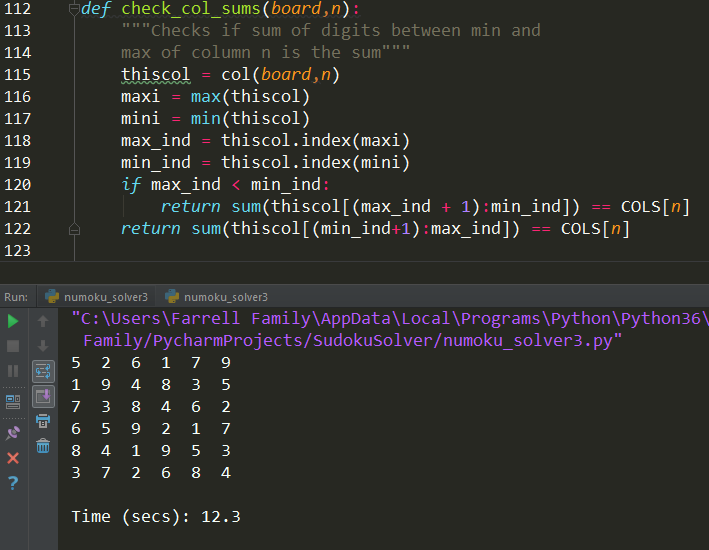 112 def check_col_sums(board,n):
113 """Checks if sum of digits between min and
114 max of column n is the sum"""
115 thiscol = col(board,n)
116 maxi = max(thiscol)
117 mini = min(thiscol)
118 max_ind = thiscol.index(maxi)
119 min_ind = thiscol.index(mini)
120 if max_ind < min_ind:
121 return sum(thiscol[(max_ind + 1):min_ind]) == COLS[n]
122 return sum(thiscol[(min_ind+1):max_ind]) == COLS[n]
123
Run: numoku_solver3 numoku_solver3
"C:\Users\Farrell Family\AppData\Local\Programs\Python\Python36\
Family/PycharmProjects/SudokuSolver/numoku_solver3.py"
5 2 6 1 7 9
1 9 4 8 3 5
7 3 8 4 6 2
6 5 9 2 1 7
8 4 1 9 5 3
3 7 2 6 8 4
Time (secs): 12.3